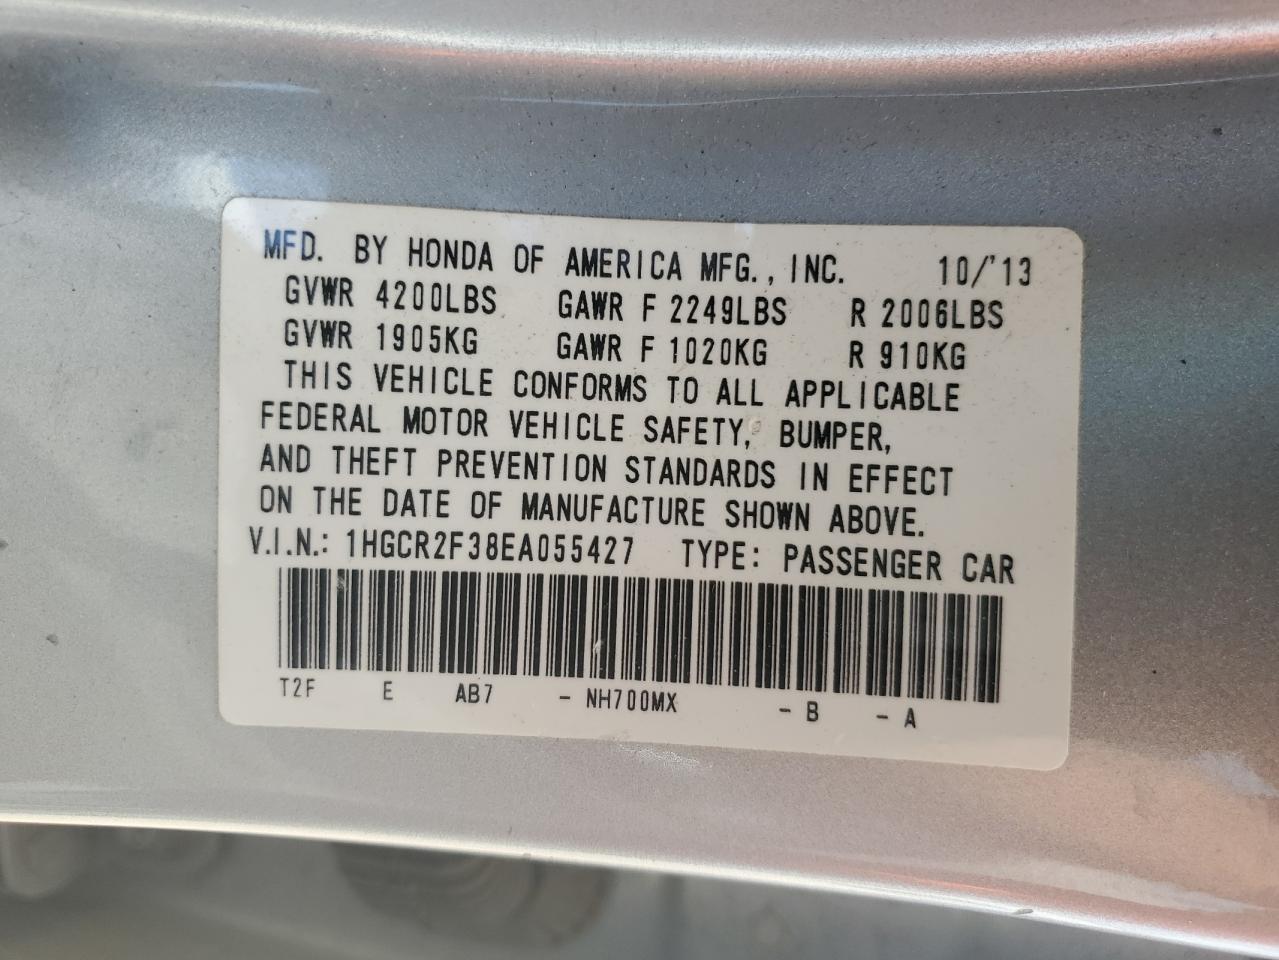 MFD. BY HONDA OF AMERICA MFG., INC. 10/'13
GVWR 4200LBS GAWR F 2249LBS R 2006LBS
GVWR 1905KG GAWR F 1020KG R 910KG
THIS VEHICLE CONFORMS TO ALL APPLICABLE
FEDERAL MOTOR VEHICLE SAFETY, BUMPER,
AND THEFT PREVENTION STANDARDS IN EFFECT
ON THE DATE OF MANUFACTURE SHOWN ABOVE.
V.I.N.: 1HGCR2F38EA055427 TYPE: PASSENGER CAR
T2F E AB7 - NH700MX - B - A